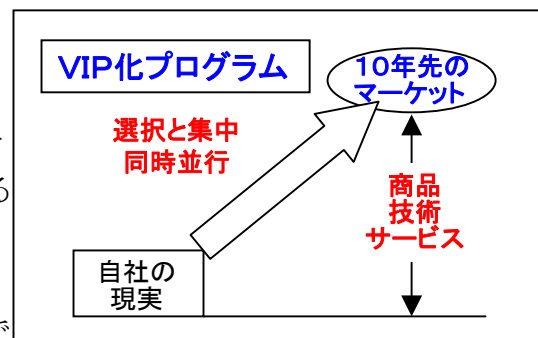 VIP化プログラム
10年先の
マーケット
選択と集中
同時並行
商品
技術
サービス
自社の
現実
る